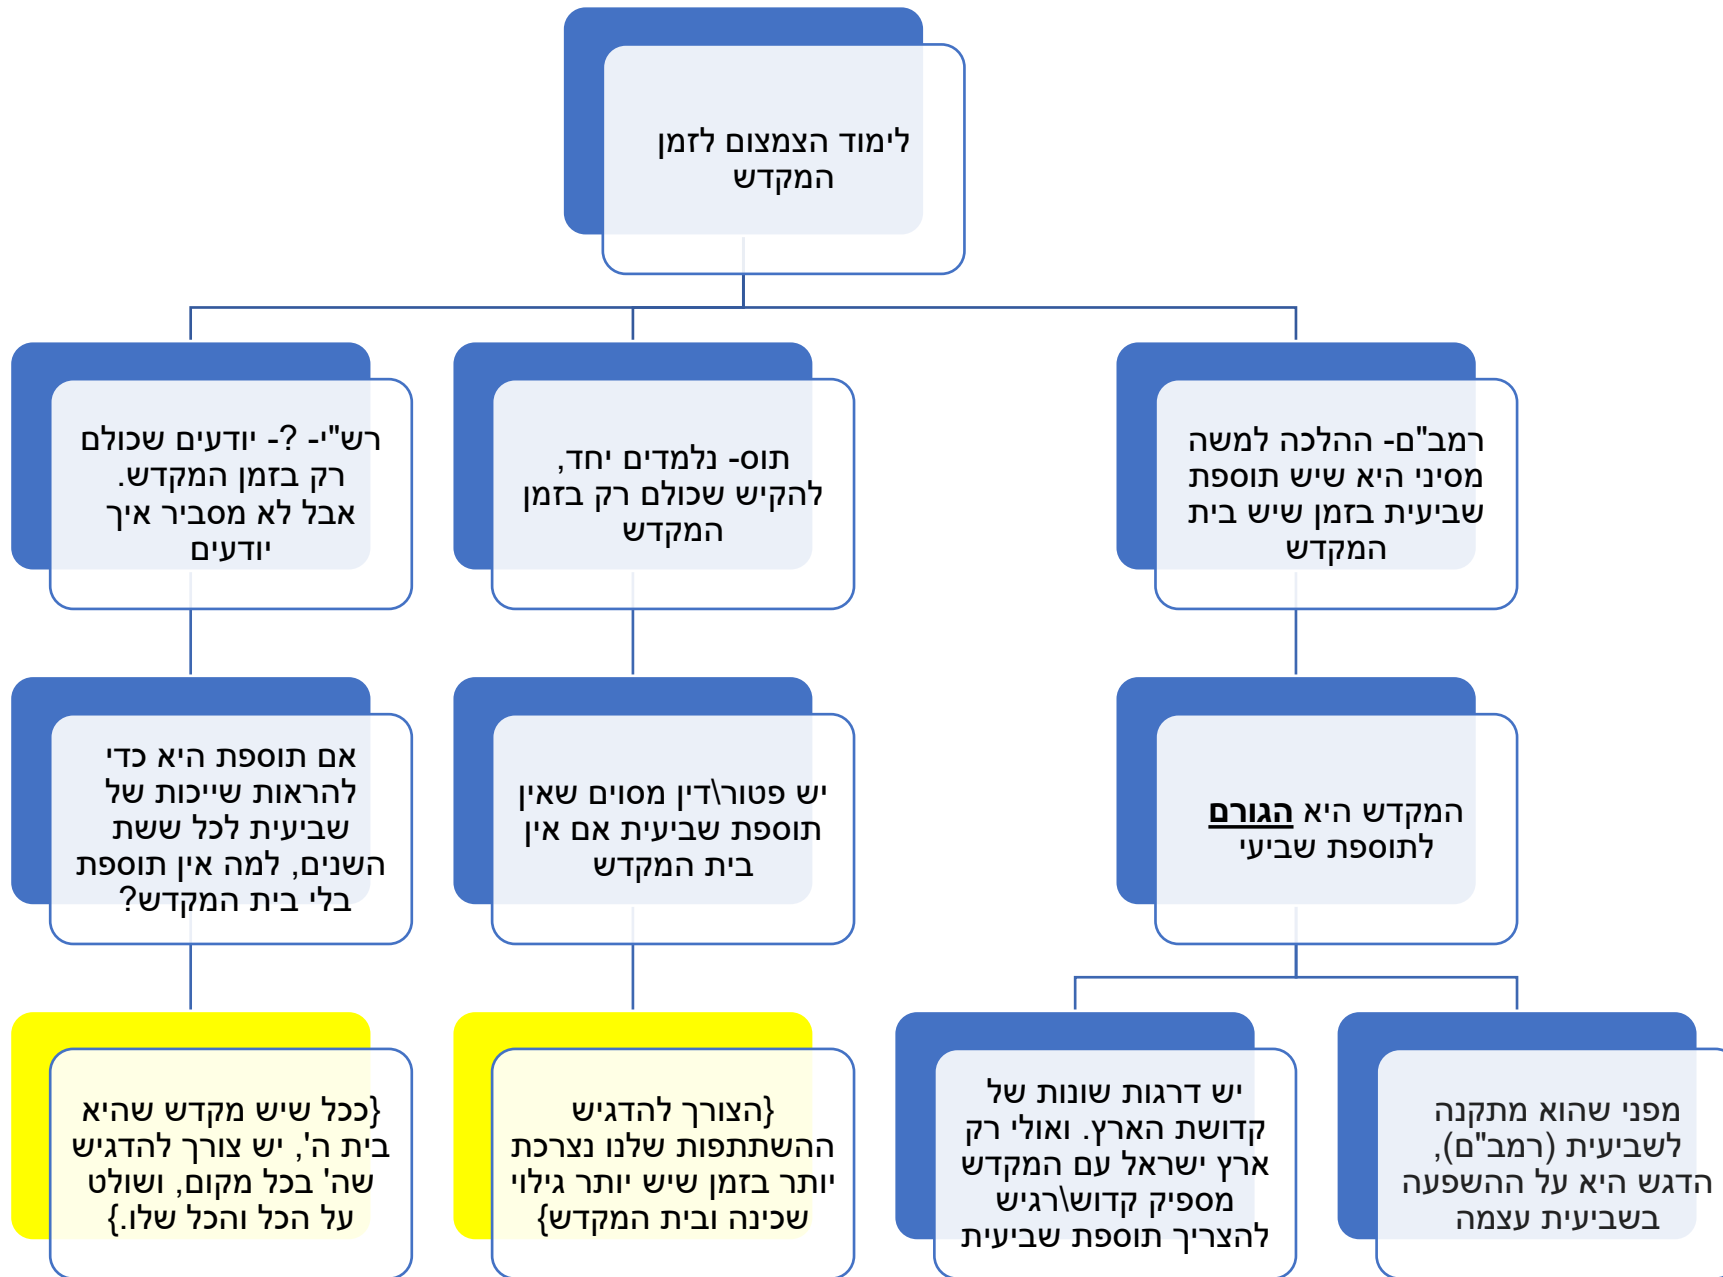 לימוד הצמצום לזמן
המקדש
רמב"ם- ההלכה למשה
מסיני היא שיש תוספת
שביעית בזמן שיש בית
המקדש
תוס- נלמדים יחד,
להקיש שכולם רק בזמן
המקדש
רש"י- ?- יודעים שכולם
רק בזמן המקדש.
אבל לא מסביר איך
יודעים
המקדש היא הגורם
לתוספת שביעי
יש פטור\דין מסוים שאין
תוספת שביעית אם אין
בית המקדש
אם תוספת היא כדי
להראות שייכות של
שביעית לכל ששת
השנים, למה אין תוספת
בלי בית המקדש?
מפני שהוא מתקנה
לשביעית (רמב"ם),
הדגש היא על ההשפעה
בשביעית עצמה
יש דרגות שונות של
קדושת הארץ. ואולי רק
ארץ ישראל עם המקדש
מספיק קדוש\רגיש
להצריך תוספת שביעית
{הצורך להדגיש
ההשתתפות שלנו נצרכת
יותר בזמן שיש יותר גילוי
שכינה ובית המקדש}
{ככל שיש מקדש שהיא
בית ה', יש צורך להדגיש
שה' בכל מקום, ושולט
על הכל והכל שלו.}